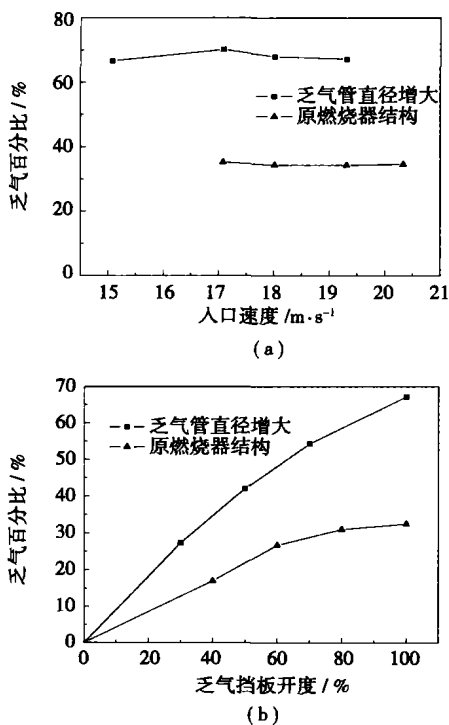 80
60
40
20
0
乏气百分比/%
乏气管直径增大
原燃烧器结构
15 16 17 18 19 20 21
入口速度/m·s⁻¹
(a)
70
60
50
40
30
20
10
0
乏气百分比/%
乏气管直径增大
原燃烧器结构
0 20 40 60 80 100
乏气挡板开度/%
(b)